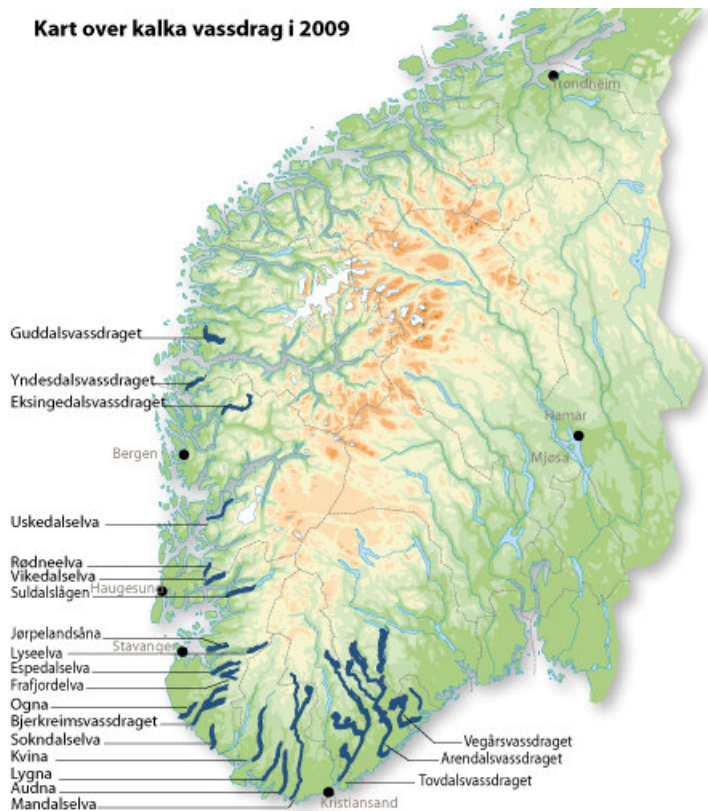 Kart over kalka vassdrag i 2009
Trondheim
Guddalsvassdraget
Yndesdalsvassdraget
Eksingedalsvassdraget
Hamar
Bergen
Mjøsa
Uskedalselva
Rødneelva
Vikedalselva
Haugesund
Suldalslågen
Jørpelandsåna
Stavanger
Lyseelva
Espedalselva
Frafjordelva
Ogna
Bjerkreimsvassdraget
Sokndalselva
Vegårsvassdraget
Kvina
Arendalsvassdraget
Lygna
Tovdalsvassdraget
Audna
Mandalselva
Kristiansand